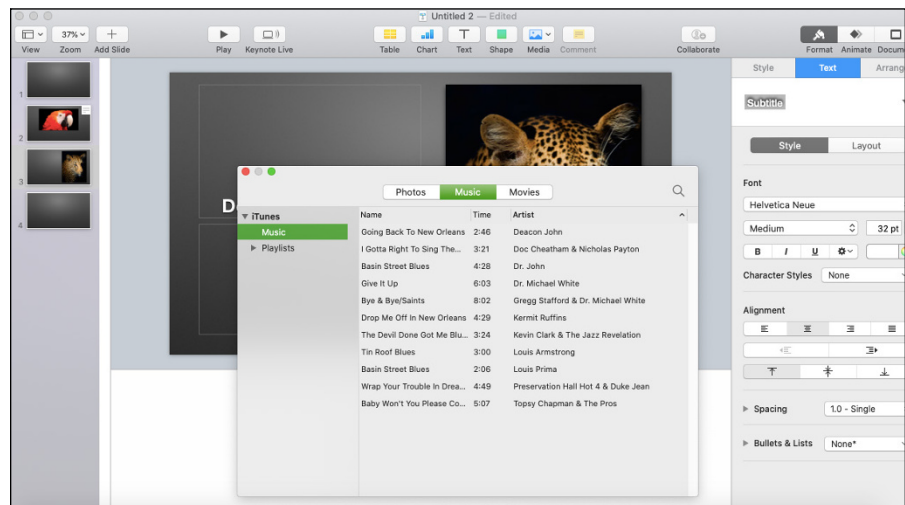 Untitled 2 — Edited
37%
View Zoom Add Slide Play Keynote Live Table Chart Text Shape Media Comment Collaborate Format Animate Docum
Style Text Arrang
1
2
3
4
Subtitle
Style Layout
Font
Helvetica Neue
Medium 32 pt
B I U
Character Styles None
Alignment
Spacing 1.0 - Single
Bullets & Lists None*
D
Photos Music Movies
iTunes
Music
Playlists
Name Time Artist
Going Back To New Orleans 2:46 Deacon John
I Gotta Right To Sing The... 3:21 Doc Cheatham & Nicholas Payton
Basin Street Blues 4:28 Dr. John
Give It Up 6:03 Dr. Michael White
Bye & Bye/Saints 8:02 Gregg Stafford & Dr. Michael White
Drop Me Off In New Orleans 4:29 Kermit Ruffins
The Devil Done Got Me Blu... 3:24 Kevin Clark & The Jazz Revelation
Tin Roof Blues 3:00 Louis Armstrong
Basin Street Blues 2:06 Louis Prima
Wrap Your Trouble In Drea... 4:49 Preservation Hall Hot 4 & Duke Jean
Baby Won't You Please Co... 5:07 Topsy Chapman & The Pros